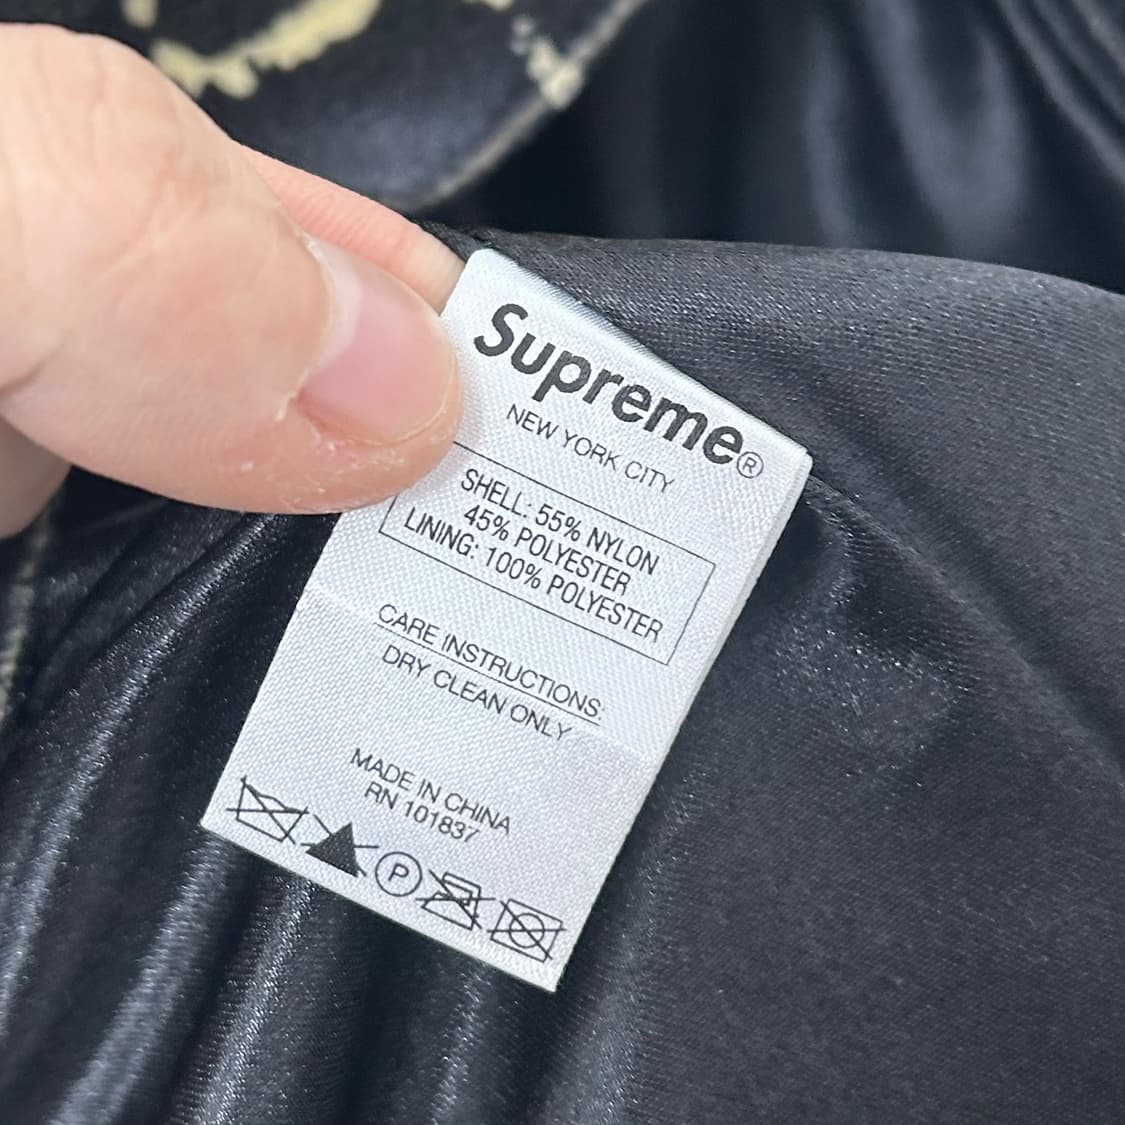 Supreme®
NEW YORK CITY
SHELL: 55% NYLON
45% POLYESTER
LINING: 100% POLYESTER
CARE INSTRUCTIONS:
DRY CLEAN ONLY
MADE IN CHINA
RN 101837
P